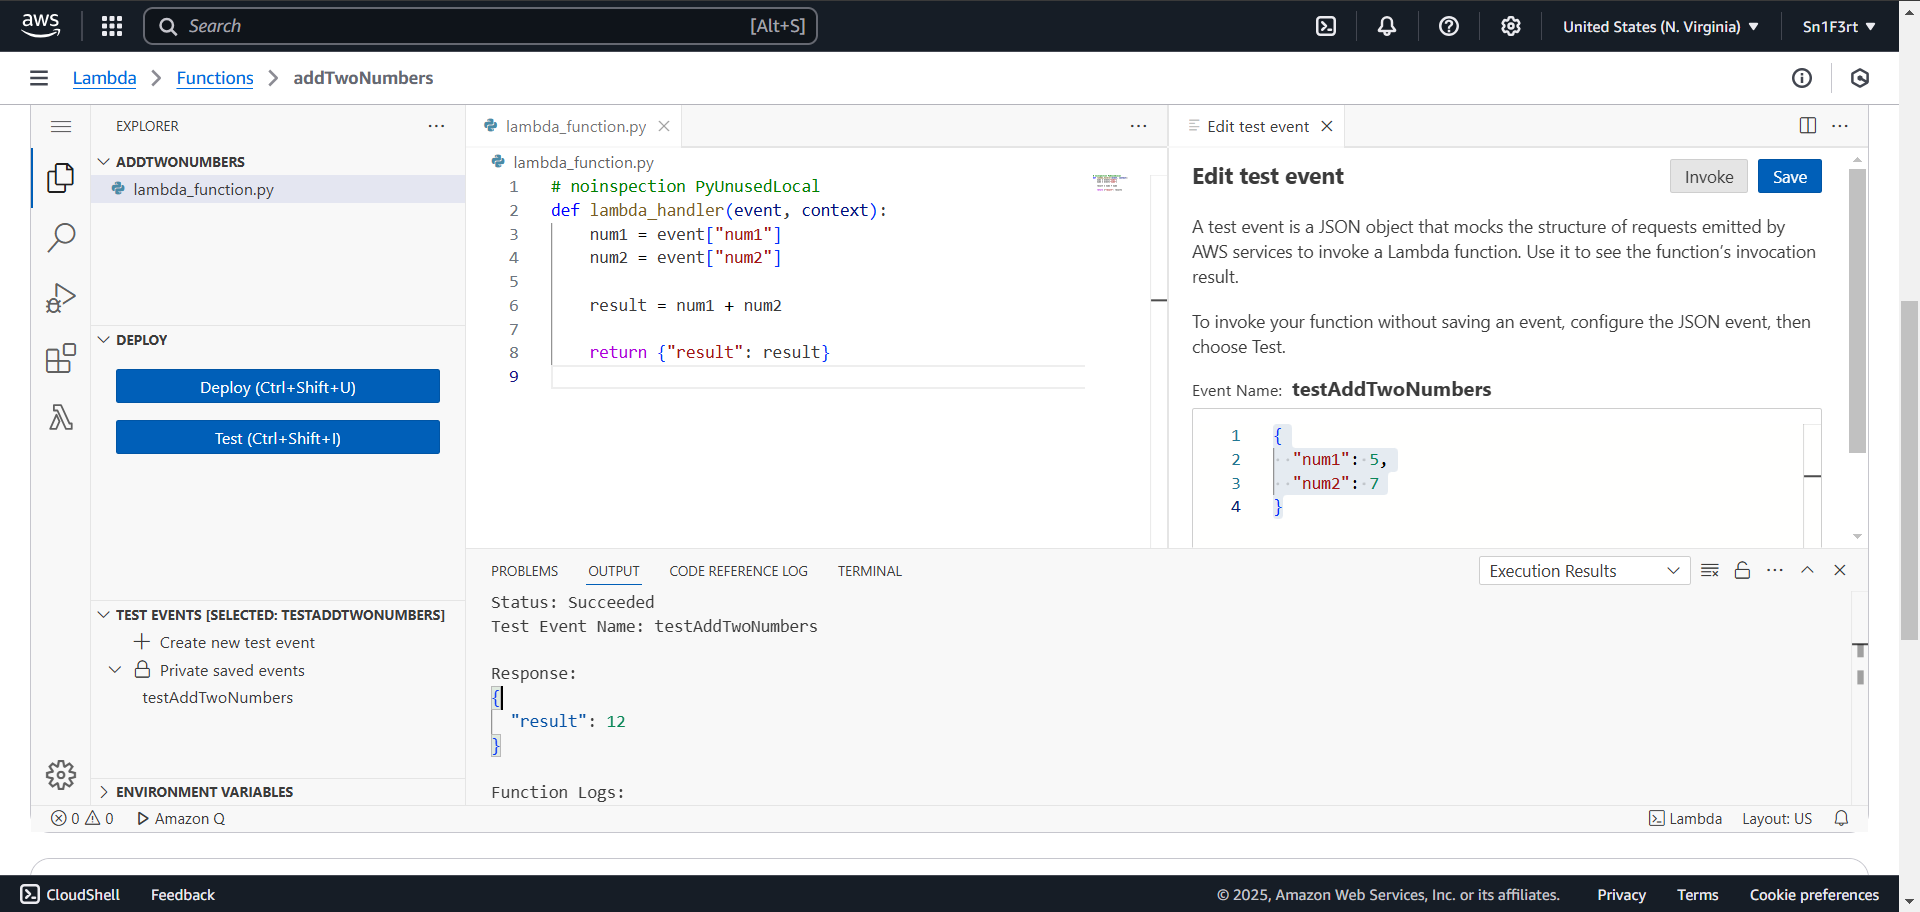 aws
Search
[Alt+S]
United States (N. Virginia)
Sn1F3rt
Lambda
Functions
addTwoNumbers
EXPLORER
ADDTWONUMBERS
lambda_function.py
DEPLOY
Deploy (Ctrl+Shift+U)
Test (Ctrl+Shift+I)
TEST EVENTS [SELECTED: TESTADDTWONUMBERS]
Create new test event
Private saved events
testAddTwoNumbers
ENVIRONMENT VARIABLES
lambda_function.py
lambda_function.py
1 # noinspection PyUnusedLocal
2 def lambda_handler(event, context):
3 num1 = event["num1"]
4 num2 = event["num2"]
5
6 result = num1 + num2
7
8 return {"result": result}
9
Edit test event
Edit test event
Invoke
Save
A test event is a JSON object that mocks the structure of requests emitted by
AWS services to invoke a Lambda function. Use it to see the function’s invocation
result.
To invoke your function without saving an event, configure the JSON event, then
choose Test.
Event Name: testAddTwoNumbers
1 {
2 "num1": 5,
3 "num2": 7
4 }
PROBLEMS
OUTPUT
CODE REFERENCE LOG
TERMINAL
Execution Results
Status: Succeeded
Test Event Name: testAddTwoNumbers
Response:
{
"result": 12
}
Function Logs:
0 0
Amazon Q
Lambda
Layout: US
CloudShell
Feedback
© 2025, Amazon Web Services, Inc. or its affiliates.
Privacy
Terms
Cookie preferences